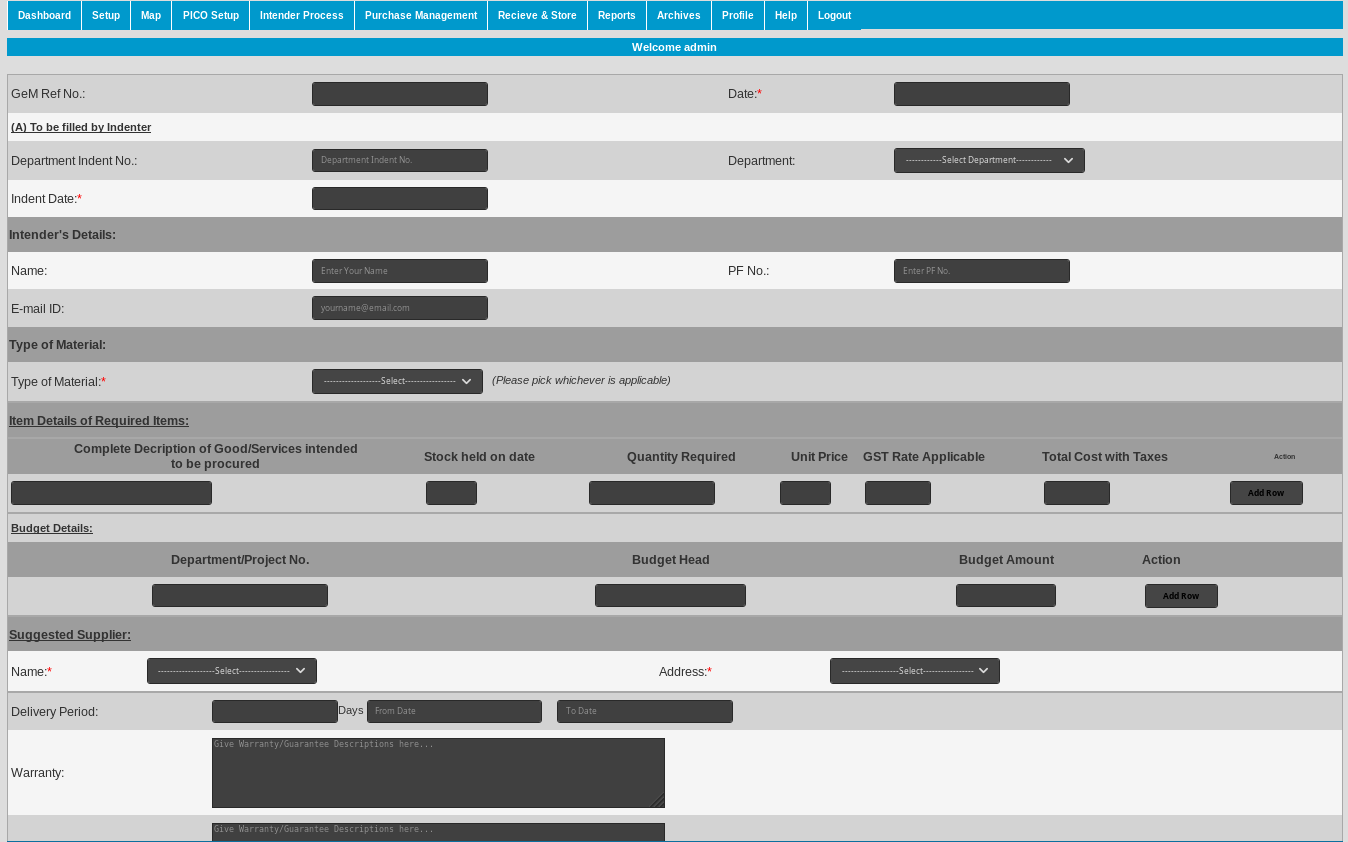 Dashboard Setup Map PICO Setup Intender Process Purchase Management Recieve & Store Reports Archives Profile Help Logout
Welcome admin
GeM Ref No.: Date:*
(A) To be filled by Indenter
Department Indent No.: Department Indent No. Department: ------------Select Department------------
Indent Date:*
Intender's Details:
Name: Enter Your Name PF No.: Enter PF No.
E-mail ID: yourname@email.com
Type of Material:
Type of Material:* -------------------Select----------------- (Please pick whichever is applicable)
Item Details of Required Items:
Complete Decription of Good/Services intended
to be procured
Stock held on date Quantity Required Unit Price GST Rate Applicable Total Cost with Taxes Action
Add Row
Budget Details:
Department/Project No. Budget Head Budget Amount Action
Add Row
Suggested Supplier:
Name:* -------------------Select----------------- Address:* -------------------Select-----------------
Delivery Period: Days From Date To Date
Give Warranty/Guarantee Descriptions here...
Warranty:
Give Warranty/Guarantee Descriptions here...